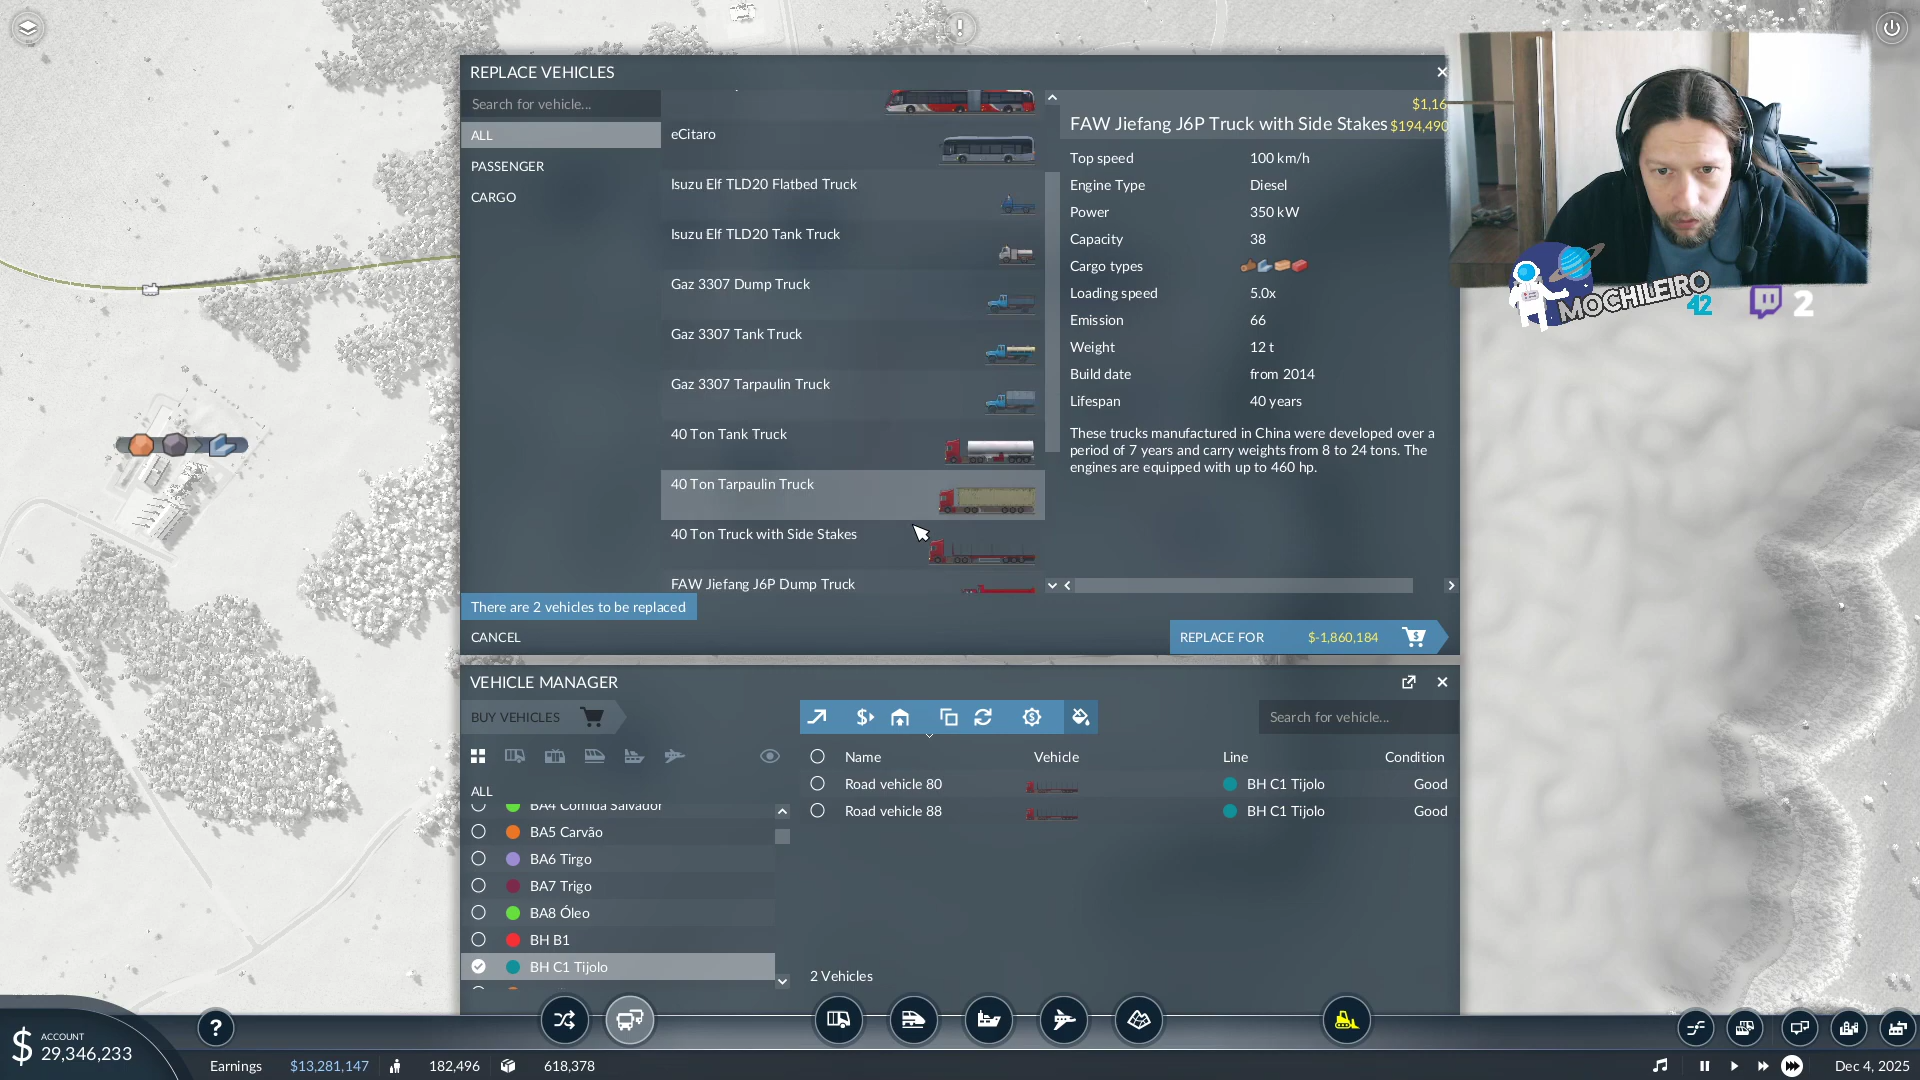 REPLACE VEHICLES
Search for vehicle...
ALL
PASSENGER
CARGO
eCitaro
Isuzu Elf TLD20 Flatbed Truck
Isuzu Elf TLD20 Tank Truck
Gaz 3307 Dump Truck
Gaz 3307 Tank Truck
Gaz 3307 Tarpaulin Truck
40 Ton Tank Truck
40 Ton Tarpaulin Truck
40 Ton Truck with Side Stakes
FAW Jiefang J6P Dump Truck
$1,16
FAW Jiefang J6P Truck with Side Stakes $194,490
Top speed 100 km/h
Engine Type Diesel
Power 350 kW
Capacity 38
Cargo types
Loading speed 5.0x
Emission 66
Weight 12 t
Build date from 2014
Lifespan 40 years
These trucks manufactured in China were developed over a
period of 7 years and carry weights from 8 to 24 tons. The
engines are equipped with up to 460 hp.
There are 2 vehicles to be replaced
CANCEL
REPLACE FOR $-1,860,184
MOCHILEIRO
42
2
VEHICLE MANAGER
BUY VEHICLES
Search for vehicle...
ALL
BA4 Comida Salvador
BA5 Carvão
BA6 Tirgo
BA7 Trigo
BA8 Óleo
BH B1
BH C1 Tijolo
Name Vehicle Line Condition
Road vehicle 80 BH C1 Tijolo Good
Road vehicle 88 BH C1 Tijolo Good
2 Vehicles
?
$ ACCOUNT
29,346,233
Earnings $13,281,147 182,496 618,378
Dec 4, 2025